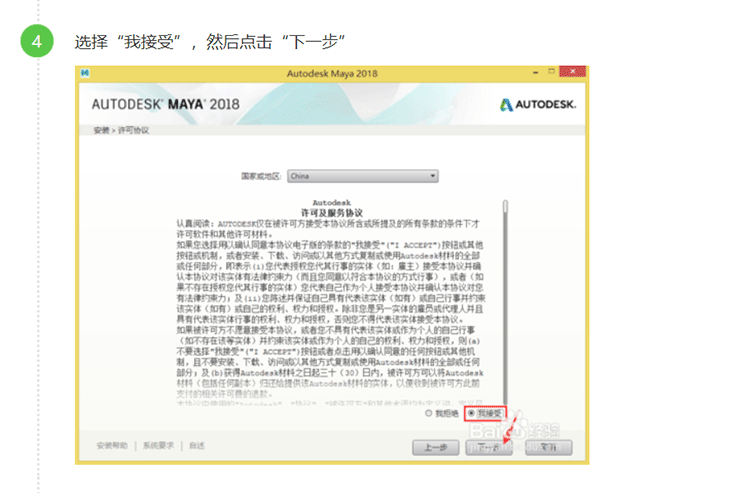 4
选择“我接受”，然后点击“下一步”
Autodesk Maya 2018
AUTODESK® MAYA® 2018
AUTODESK.
安装 > 许可协议
国家或地区: China
Autodesk
许可及服务协议
认真阅读: AUTODESK仅在被许可方接受本协议所含或所提及的所有条款的条件下才
许可软件和其他许可材料。
如果您选择用以确认同意本协议电子版的条款的"我接受"("I ACCEPT")按钮或其他
按钮或机制，或者安装、下载、访问或以其他方式复制或使用Autodesk材料的全部
或任何部分，即表示(i)您代表授权您代其行事的实体（如: 雇主）接受本协议并确
认本协议对该实体有法律约束力（而且您同意以符合本协议的方式行事），或者（如
果不存在授权您代其行事的实体）您代表自己作为个人接受本协议并确认本协议对您
有法律约束力; 及(ii)您陈述并保证自己具有代表该实体（如有）或自己行事并约束
该实体（如有）或自己的权利、权力和授权。除非您是另一实体的雇员或代理人并且
具有代表该实体行事的权利、权力和授权，否则您不得代表该实体接受本协议。
如果被许可方不愿意接受本协议，或者您不具有代表该实体或作为个人的自己行事
（如不存在该等实体）并约束该实体或作为个人的自己的权利、权力和授权，则(a)
不要选择"我接受"("I ACCEPT")按钮或者点击用以确认同意的任何按钮或其他机
制，且不要安装、下载、访问或以其他方式复制或使用Autodesk材料的全部或任何部
分; 及(b)获得Autodesk材料之日起三十（30）日内，被许可方可以将Autodesk
材料（包括任何副本）归还给提供该Autodesk材料的实体，以便收到被许可方此前
支付的相关许可费的退款。
我拒绝 我接受
Baidu 经验
安装帮助 | 系统要求 | 自述
上一步 下一步 取消